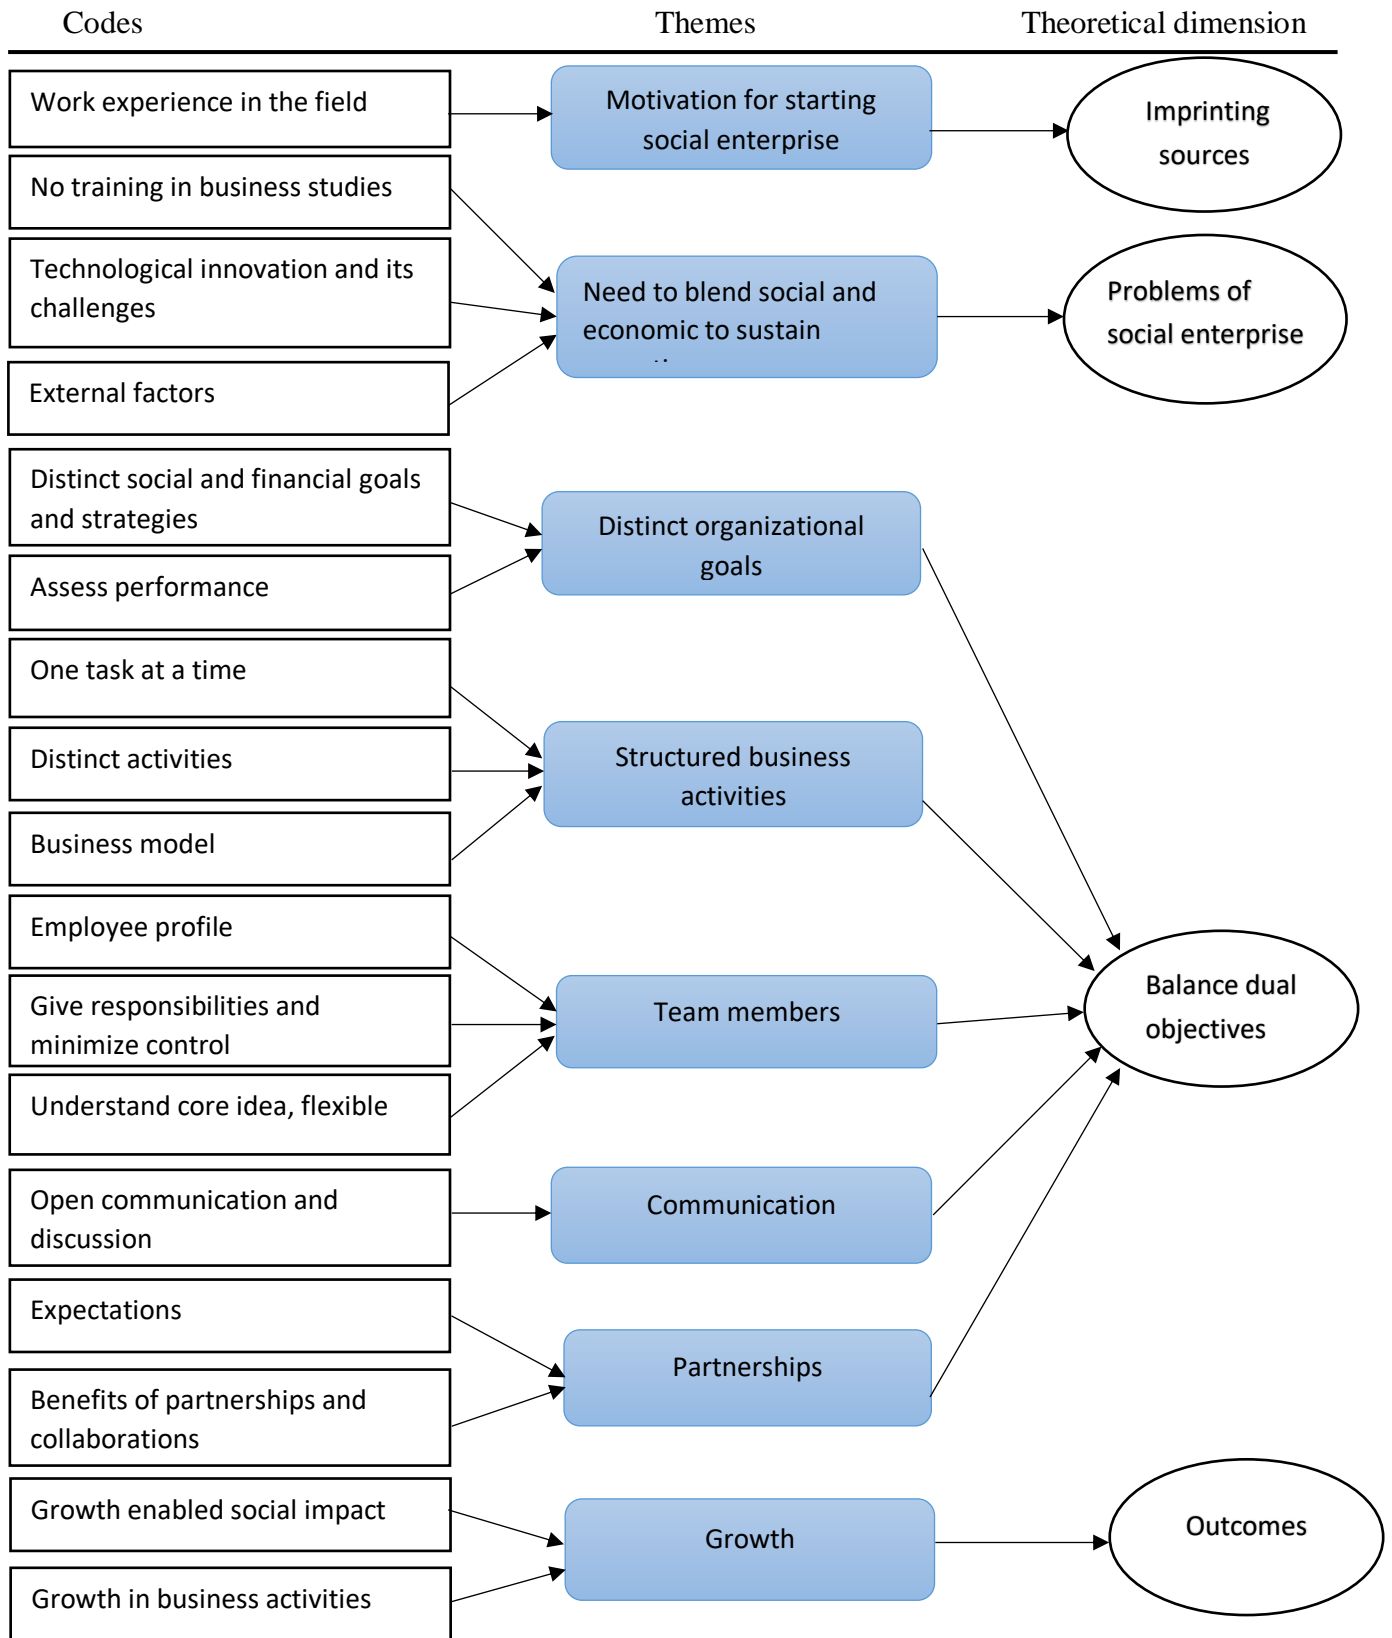 Codes
Themes
Theoretical dimension
Work experience in the field
Motivation for starting
social enterprise
Imprinting
sources
No training in business studies
Technological innovation and its
challenges
External factors
Need to blend social and
economic to sustain
Problems of
social enterprise
Distinct social and financial goals
and strategies
Assess performance
Distinct organizational
goals
One task at a time
Distinct activities
Business model
Structured business
activities
Employee profile
Give responsibilities and
minimize control
Understand core idea, flexible
Team members
Balance dual
objectives
Open communication and
discussion
Communication
Expectations
Benefits of partnerships and
collaborations
Partnerships
Growth enabled social impact
Growth in business activities
Growth
Outcomes